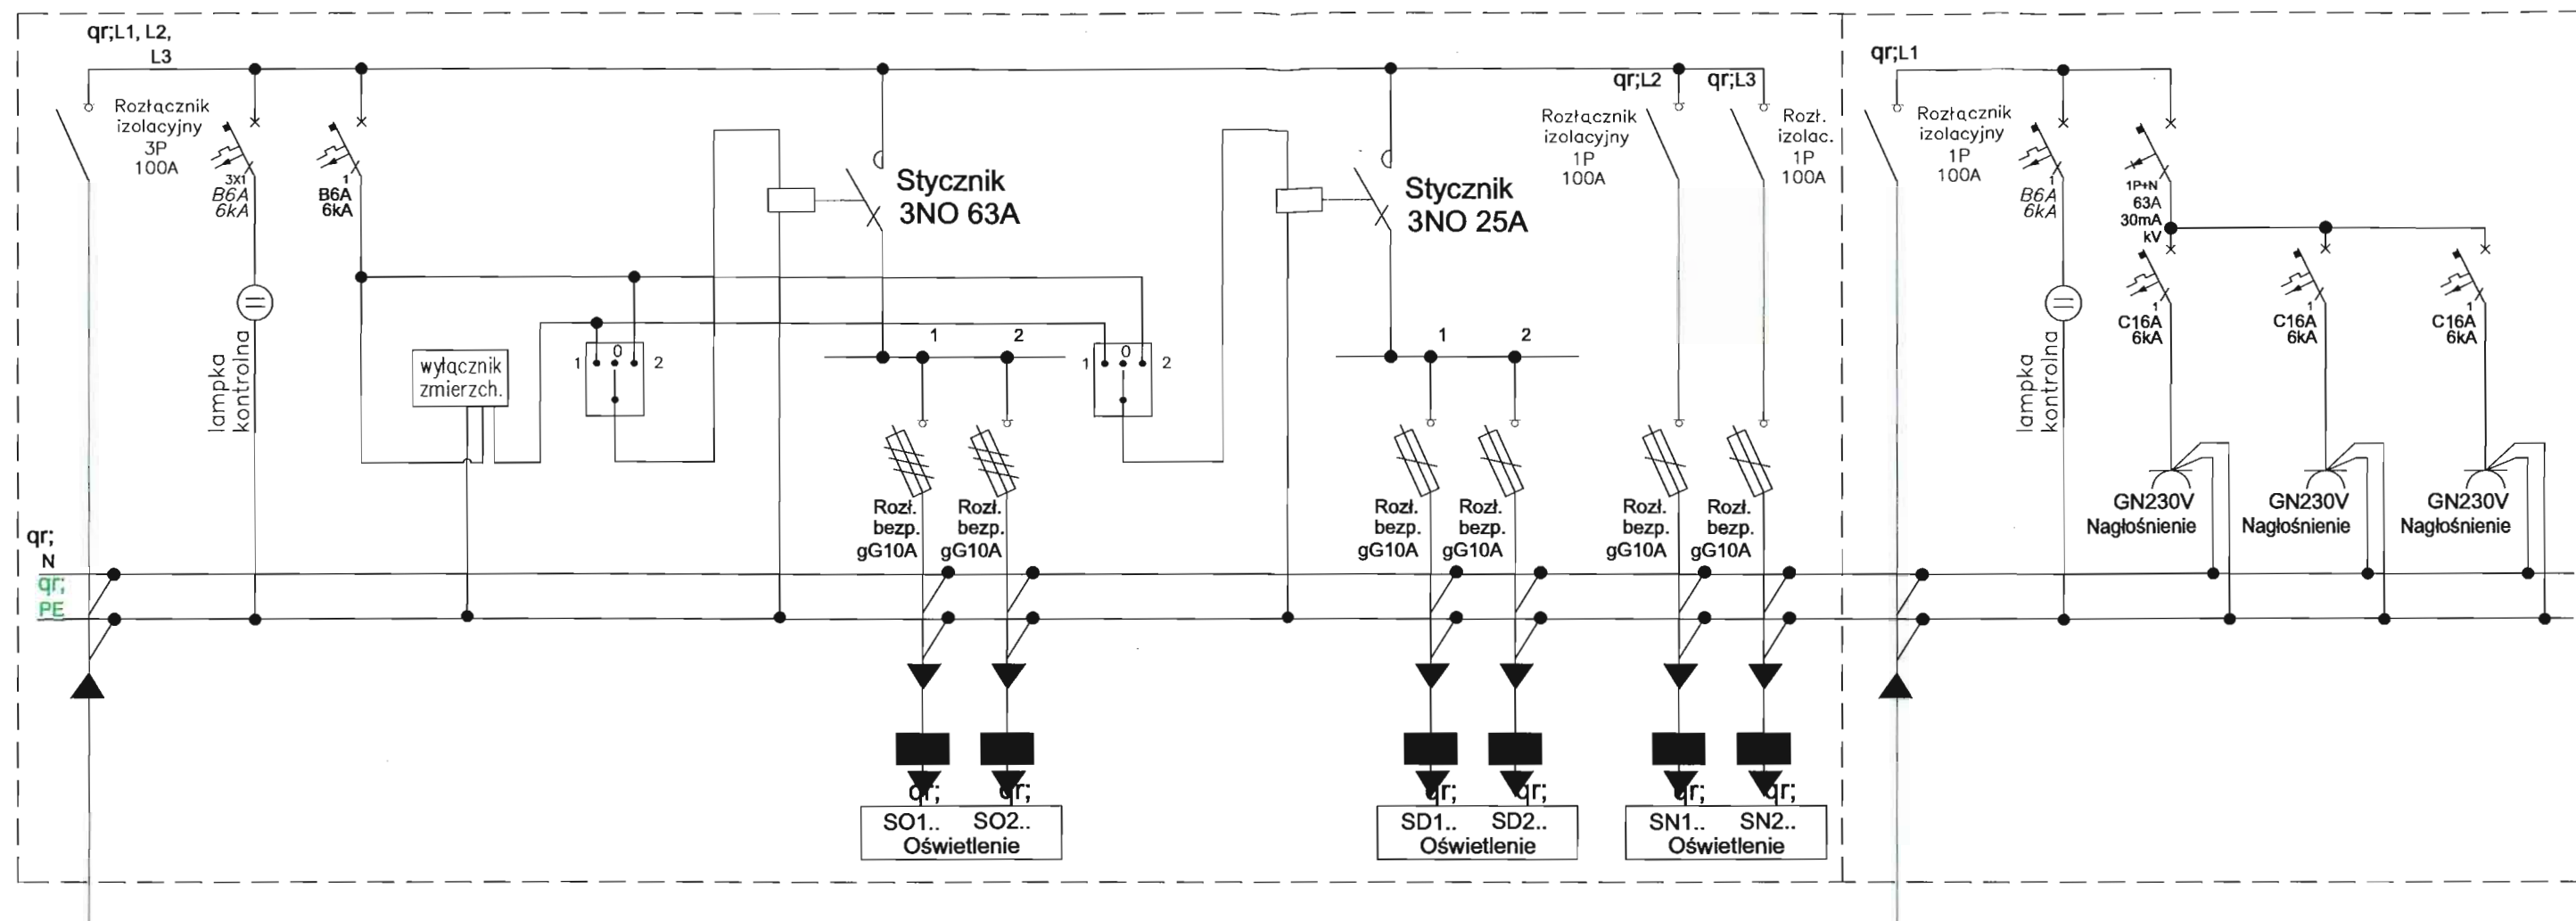 qr;L1, L2,
L3
Rozłącznik
izolacyjny
3P
100A
3X1
B6A
6kA
lampka
kontrolna
1
B6A
6kA
wyłącznik
zmierzch.
1 0 2
Stycznik
3NO 63A
1 2
Rozł.
bezp.
gG10A
Rozł.
bezp.
gG10A
qr; qr;
SO1.. SO2..
Oświetlenie
1 0 2
Stycznik
3NO 25A
1 2
Rozł.
bezp.
gG10A
Rozł.
bezp.
gG10A
qr; qr;
SD1.. SD2..
Oświetlenie
qr;L2
Rozłącznik
izolacyjny
1P
100A
qr;L3
Rozł.
izolac.
1P
100A
Rozł.
bezp.
gG10A
Rozł.
bezp.
gG10A
qr; qr;
SN1.. SN2..
Oświetlenie
qr;
N
qr;
PE
qr;L1
Rozłącznik
izolacyjny
1P
100A
1
B6A
6kA
lampka
kontrolna
1P+N
63A
30mA
kV
1
C16A
6kA
GN230V
Nagłośnienie
1
C16A
6kA
GN230V
Nagłośnienie
1
C16A
6kA
GN230V
Nagłośnienie